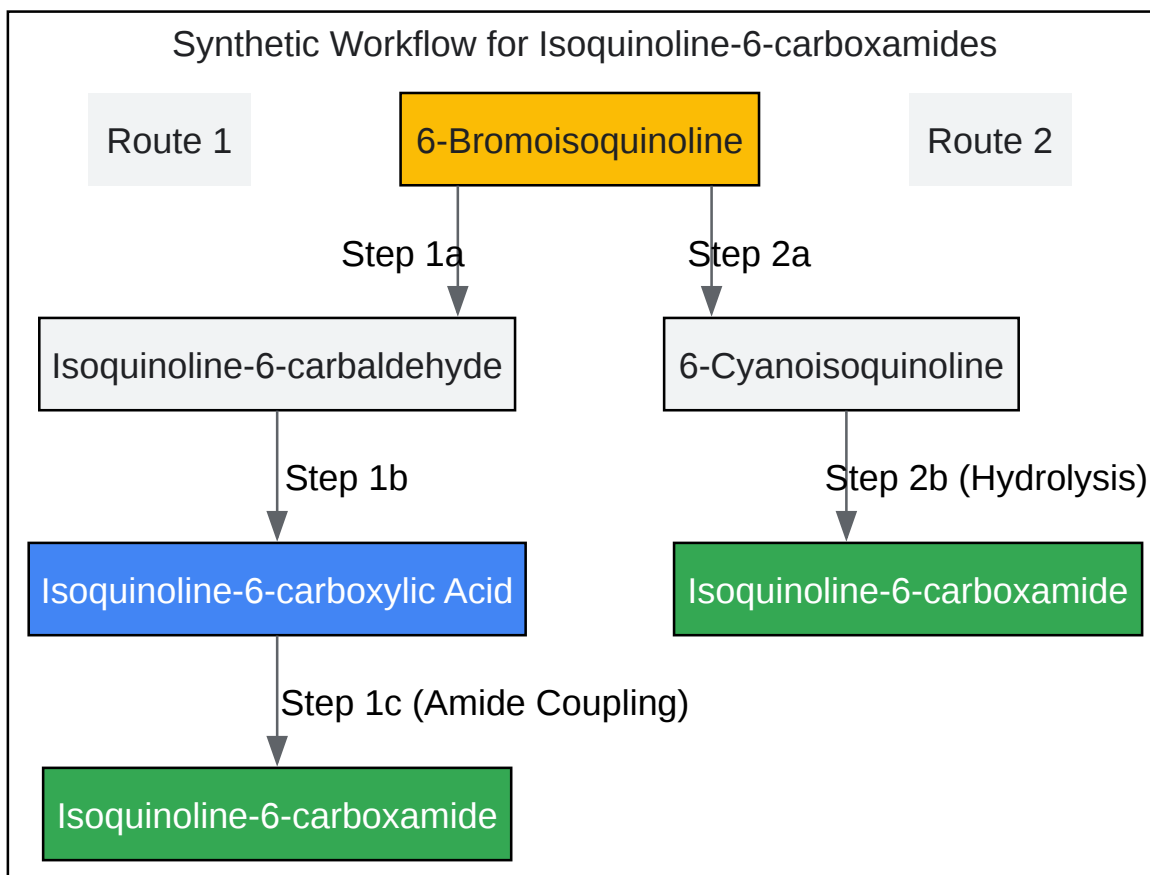 Synthetic Workflow for Isoquinoline-6-carboxamides
Route 1
6-Bromoisoquinoline
Route 2
Step 1a
Step 2a
Isoquinoline-6-carbaldehyde
6-Cyanoisoquinoline
Step 1b
Step 2b (Hydrolysis)
Isoquinoline-6-carboxylic Acid
Isoquinoline-6-carboxamide
Step 1c (Amide Coupling)
Isoquinoline-6-carboxamide